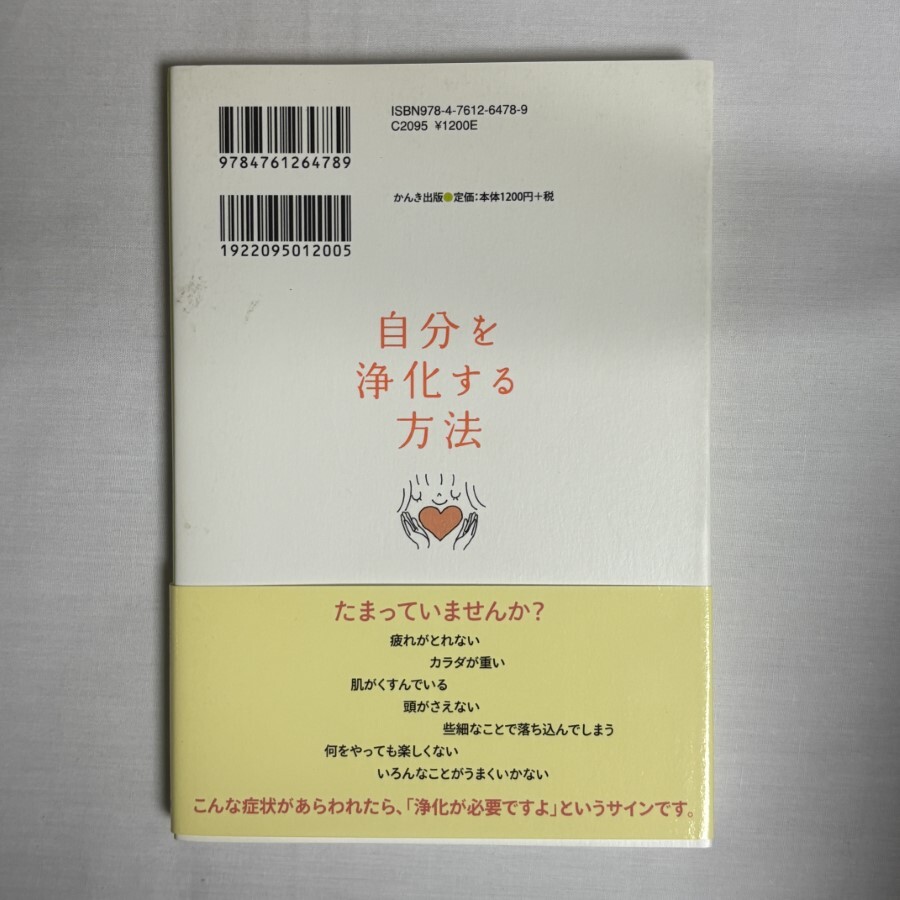 ISBN978-4-7612-6478-9
C2095 ¥1200E
9784761264789
かんき出版●定価：本体1200円＋税
1922095012005
自分を
浄化する
方法
たまっていませんか？
疲れがとれない
カラダが重い
肌がくすんでいる
頭がさえない
些細なことで落ち込んでしまう
何をやっても楽しくない
いろんなことがうまくいかない
こんな症状があらわれたら、「浄化が必要ですよ」というサインです。